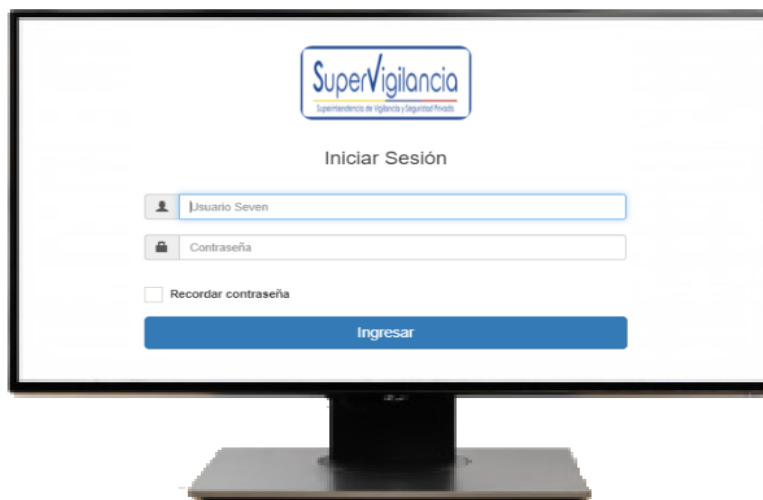 SuperVigilancia
Superintendencia de Vigilancia y Seguridad Privada
Iniciar Sesión
Usuario Seven
Contraseña
Recordar contraseña
Ingresar